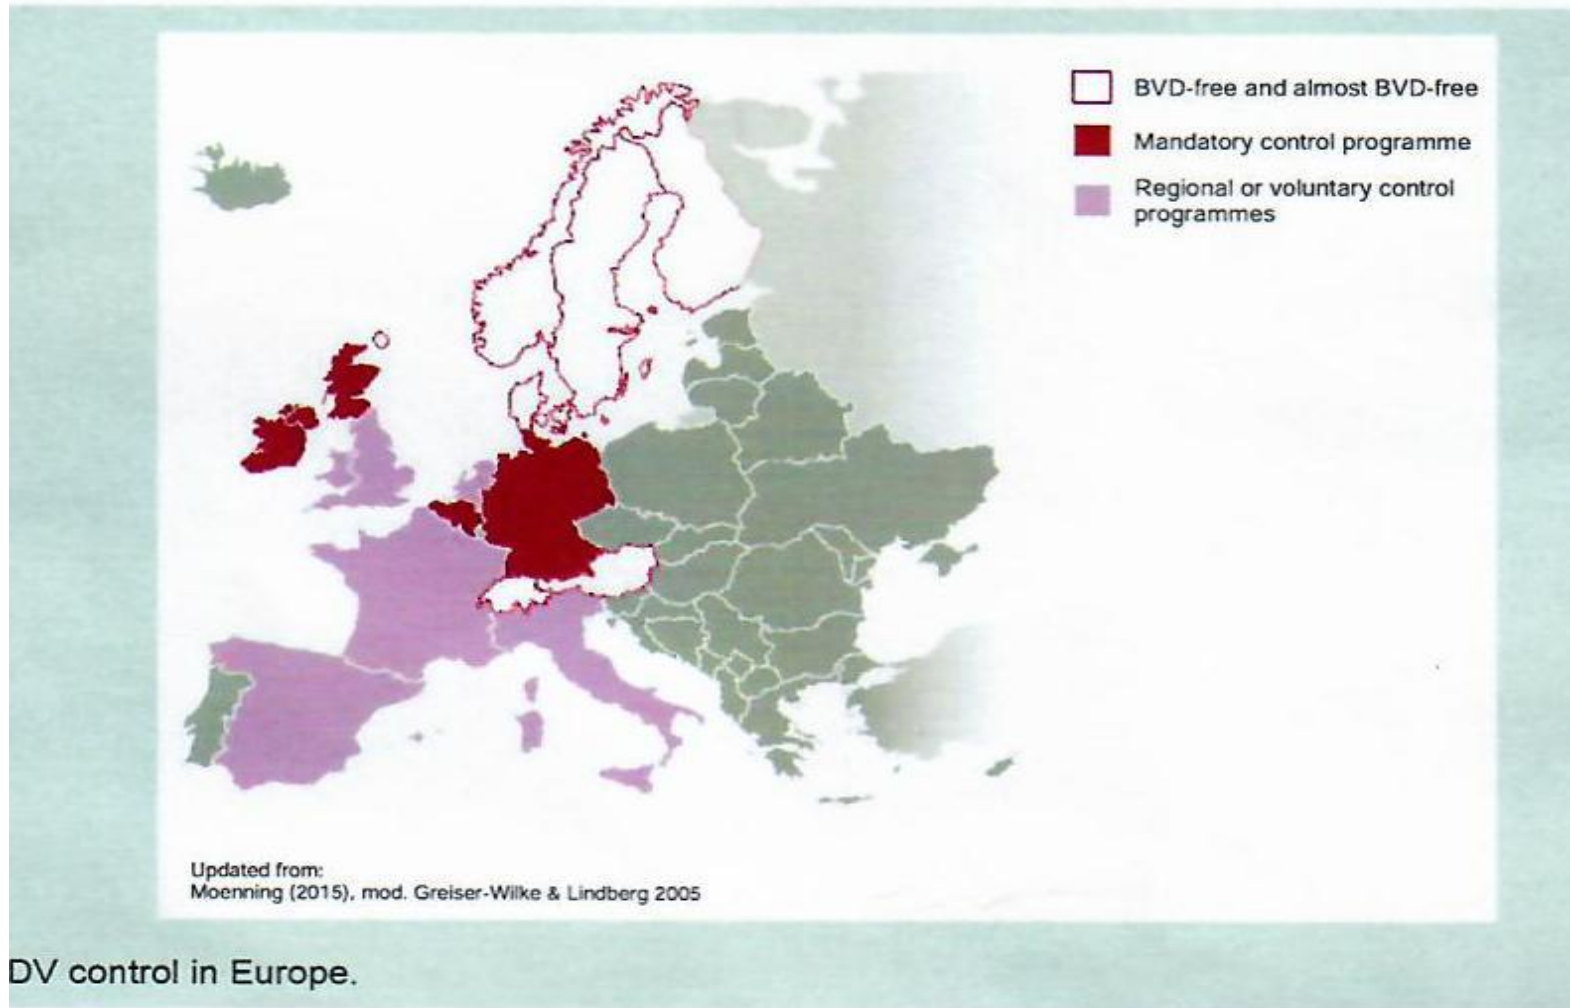 BVD-free and almost BVD-free
Mandatory control programme
Regional or voluntary control
programmes
Updated from:
Moenning (2015), mod. Greiser-Wilke & Lindberg 2005
DV control in Europe.